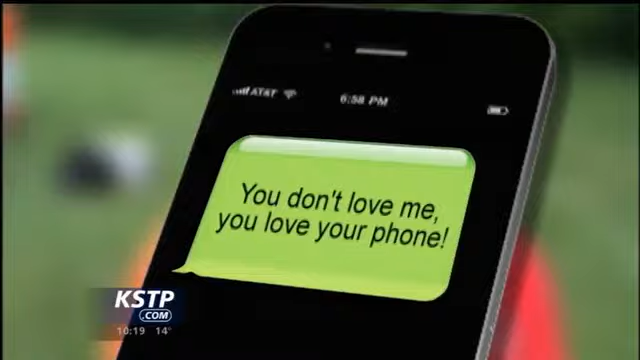 AT&T
6:58 PM
You don't love me,
you love your phone!
KSTP
.COM
10:19 14°